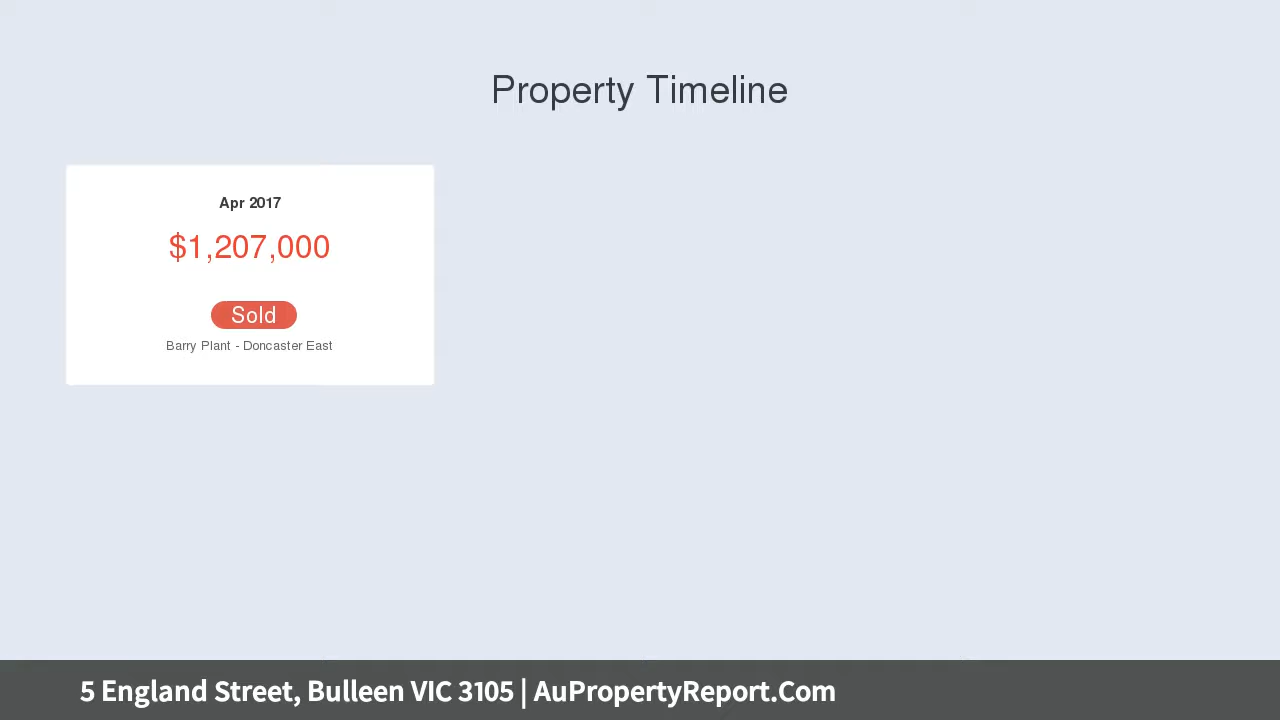 Property Timeline
Apr 2017
$1,207,000
Sold
Barry Plant - Doncaster East
5 England Street, Bulleen VIC 3105 | AuPropertyReport.Com